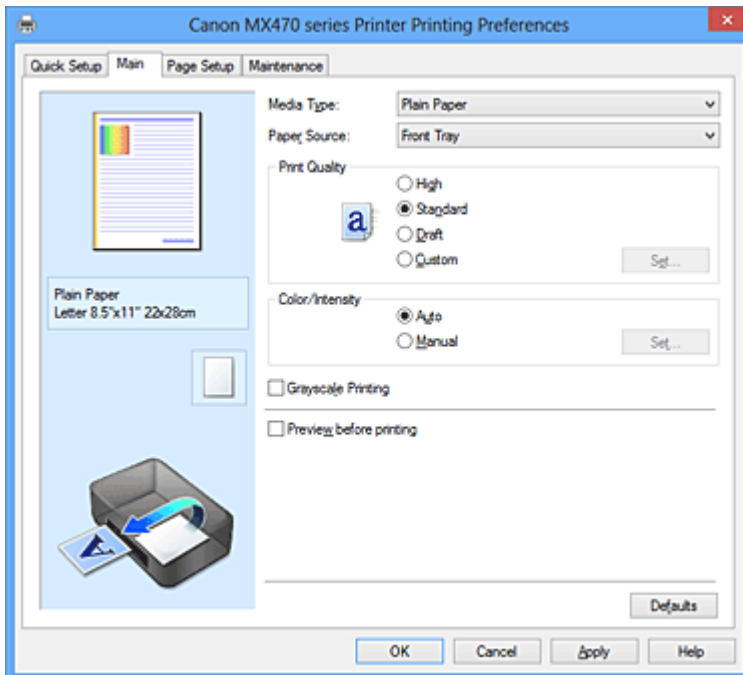 Canon MX470 series Printer Printing Preferences
Quick Setup Main Page Setup Maintenance
Media Type: Plain Paper
Paper Source: Front Tray
Print Quality
High
a Standard
Draft
Custom Set...
Plain Paper
Letter 8.5"x11" 22x28cm
Color/Intensity
Auto
Manual Set...
Grayscale Printing
Preview before printing
A
Defaults
OK Cancel Apply Help